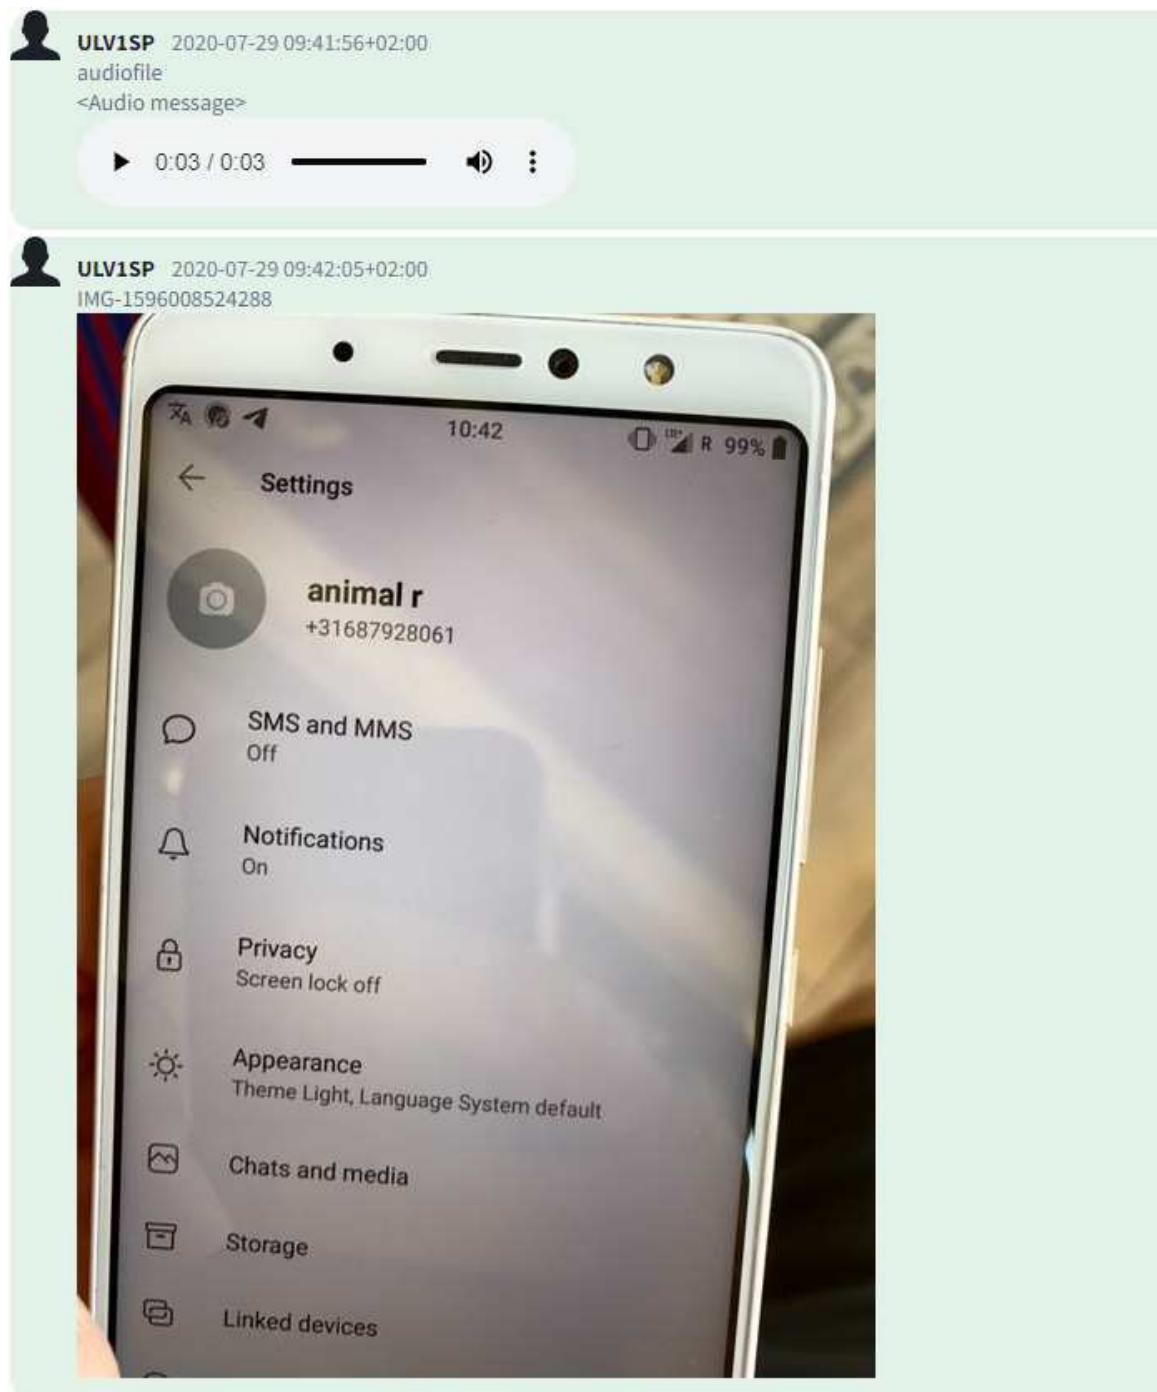 ULV1SP 2020-07-29 09:41:56+02:00
audiofile
<Audio message>
0:03 / 0:03
ULV1SP 2020-07-29 09:42:05+02:00
IMG-1596008524288
10:42
R 99%
Settings
animal r
+31687928061
SMS and MMS
Off
Notifications
On
Privacy
Screen lock off
Appearance
Theme Light, Language System default
Chats and media
Storage
Linked devices